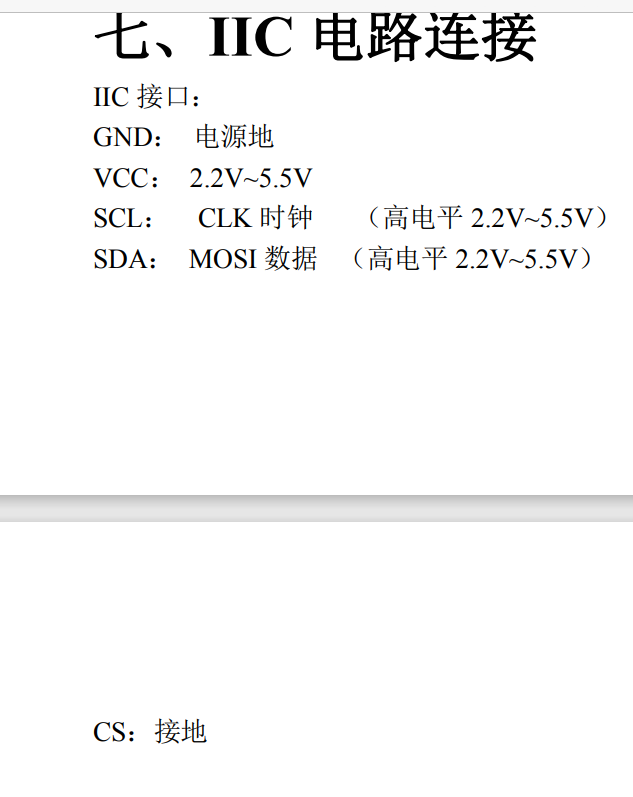 七、IIC 电路连接
IIC 接口：
GND： 电源地
VCC： 2.2V~5.5V
SCL： CLK 时钟 （高电平 2.2V~5.5V）
SDA： MOSI 数据 （高电平 2.2V~5.5V）
CS：接地